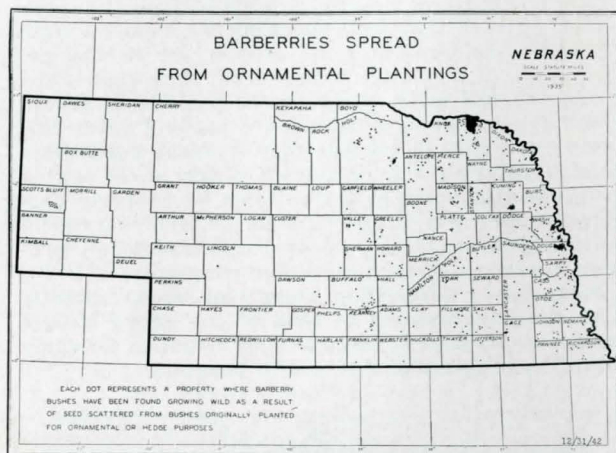 BARBERRIES SPREAD
FROM ORNAMENTAL PLANTINGS
NEBRASKA
SCALE STATUTE MILES
1935
SIOUX DAWES SHERIDAN CHERRY KEYAPAHA BOYD
BROWN ROCK HOLT KNOX
BOX BUTTE ANTELOPE PIERCE WAYNE THURSTON
SCOTTS BLUFF MORRILL GARDEN GRANT HOOKER THOMAS BLAINE LOUP GARFIELD WHEELER MADISON CUMING BURT
BANNER ARTHUR McPHERSON LOGAN CUSTER VALLEY GREELEY BOONE PLATTE COLFAX DODGE
KIMBALL CHEYENNE DEUEL KEITH LINCOLN SHERMAN HOWARD NANCE MERRICK POLK BUTLER SAUNDERS DOUGLAS
SARPY
PERKINS DAWSON BUFFALO HALL HAMILTON YORK SEWARD LANCASTER CASS
OTOE
CHASE HAYES FRONTIER GOSPER PHELPS KEARNEY ADAMS CLAY FILLMORE SALINE GAGE JOHNSON NEMAHA
DUNDY HITCHCOCK REDWILLOW FURNAS HARLAN FRANKLIN WEBSTER NUCKOLLS THAYER JEFFERSON PAWNEE RICHARDSON
EACH DOT REPRESENTS A PROPERTY WHERE BARBERRY
BUSHES HAVE BEEN FOUND GROWING WILD AS A RESULT
OF SEED SCATTERED FROM BUSHES ORIGINALLY PLANTED
FOR ORNAMENTAL OR HEDGE PURPOSES
12/31/42